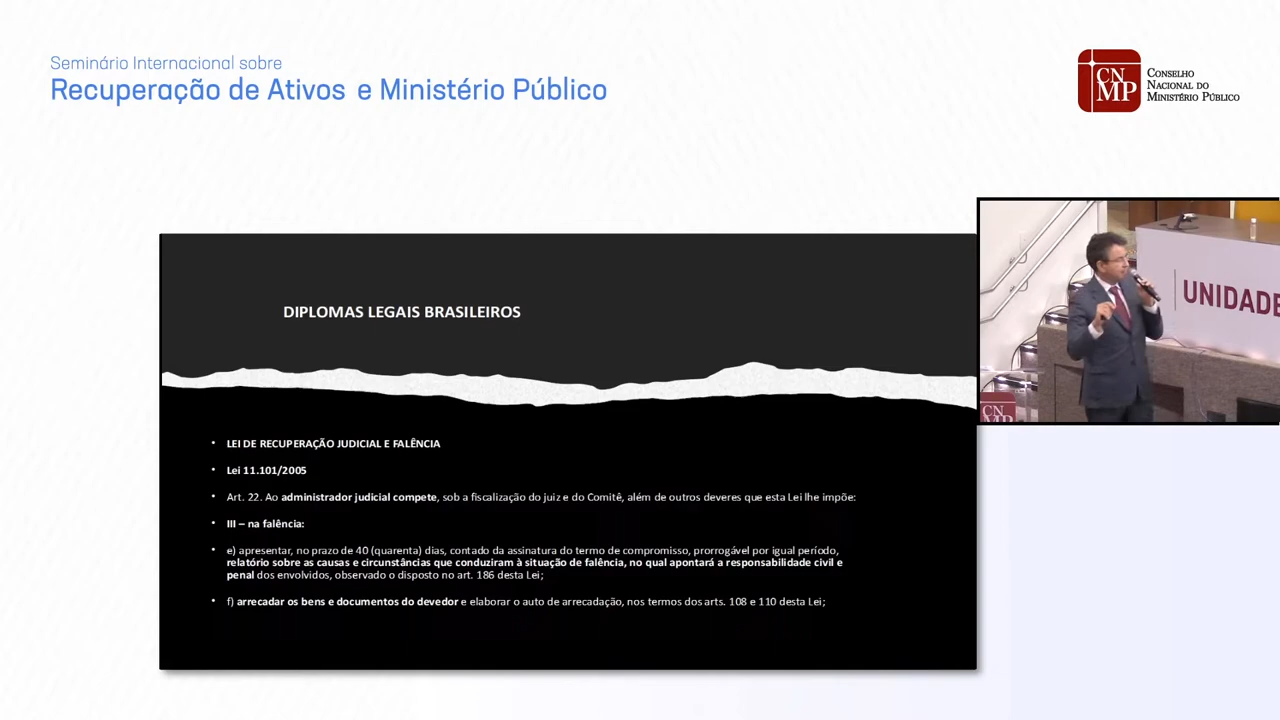 Seminário Internacional sobre
Recuperação de Ativos e Ministério Público
CN
MP
CONSELHO
NACIONAL DO
MINISTÉRIO PÚBLICO
DIPLOMAS LEGAIS BRASILEIROS
• LEI DE RECUPERAÇÃO JUDICIAL E FALÊNCIA
• Lei 11.101/2005
• Art. 22. Ao administrador judicial compete, sob a fiscalização do juiz e do Comitê, além de outros deveres que esta Lei lhe impõe:
• III – na falência:
• e) apresentar, no prazo de 40 (quarenta) dias, contado da assinatura do termo de compromisso, prorrogável por igual período,
relatório sobre as causas e circunstâncias que conduziram à situação de falência, no qual apontará a responsabilidade civil e
penal dos envolvidos, observado o disposto no art. 186 desta Lei;
• f) arrecadar os bens e documentos do devedor e elaborar o auto de arrecadação, nos termos dos arts. 108 e 110 desta Lei;
UNIDADE
CN
MP